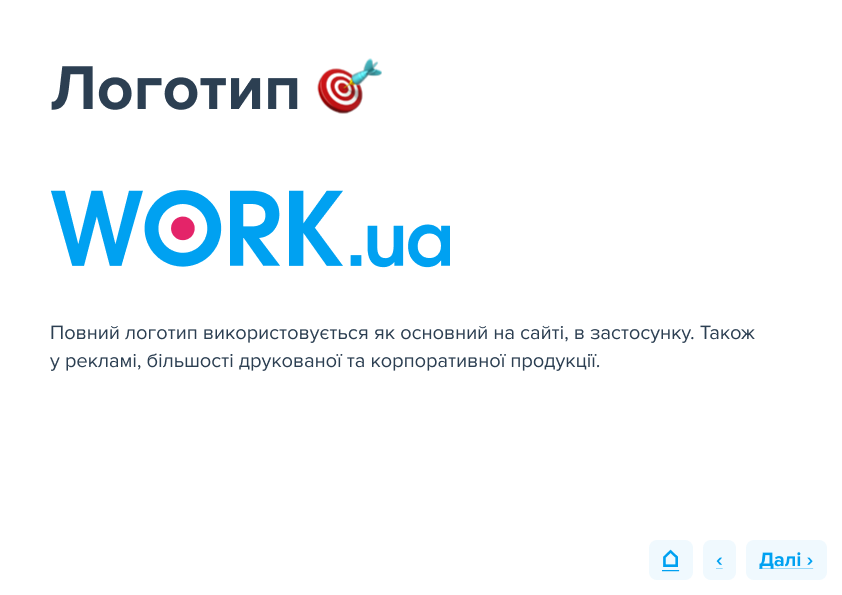 Логотип
WORK.ua
Повний логотип використовується як основний на сайті, в застосунку. Також
у рекламі, більшості друкованої та корпоративної продукції.
‹ Далі ›